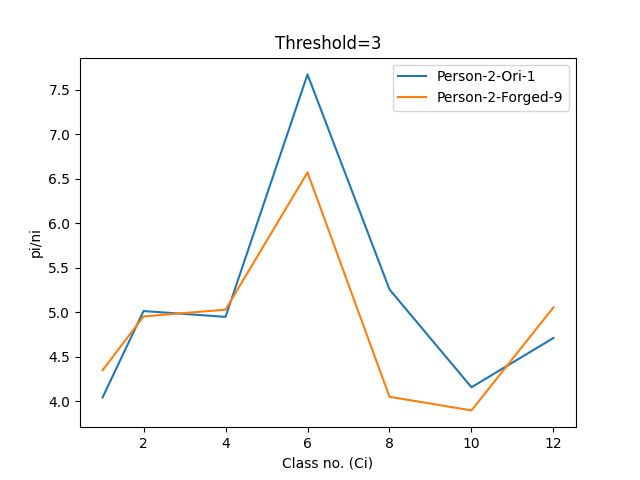 Threshold=3
Person-2-Ori-1
Person-2-Forged-9
pi/ni
7.5
7.0
6.5
6.0
5.5
5.0
4.5
4.0
2 4 6 8 10 12
Class no. (Ci)